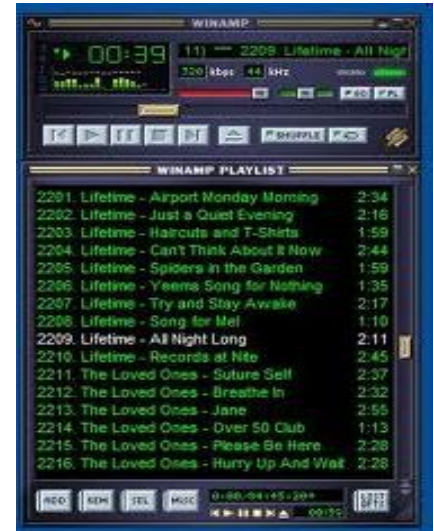 WINAMP
00:39
2209. Lifetime - All Nigh
320 kbps 44 kHz
EQ PL
SHUFFLE
WINAMP PLAYLIST
2201. Lifetime - Airport Monday Morning 2:34
2202. Lifetime - Just a Quiet Evening 2:16
2203. Lifetime - Haircuts and T-Shirts 1:59
2204. Lifetime - Can't Think About It Now 2:44
2205. Lifetime - Spiders in the Garden 1:59
2206. Lifetime - Yeems Song for Nothing 1:35
2207. Lifetime - Try and Stay Awake 2:17
2208. Lifetime - Song for Mel 1:10
2209. Lifetime - All Night Long 2:11
2210. Lifetime - Records at Nite 2:45
2211. The Loved Ones - Suture Self 2:37
2212. The Loved Ones - Breathe In 2:32
2213. The Loved Ones - Jane 2:55
2214. The Loved Ones - Over 50 Club 1:13
2215. The Loved Ones - Please Be Here 2:28
2216. The Loved Ones - Hurry Up And Wait 2:28
ADD REM SEL MISC
00:39
LIST OPTS